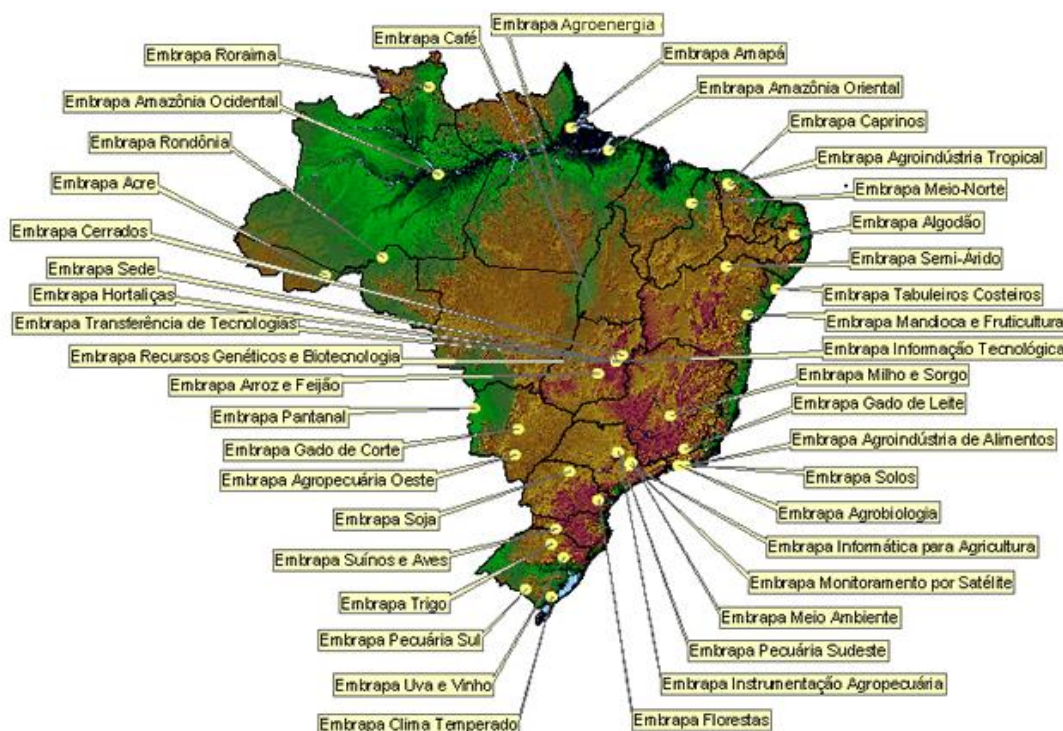 Embrapa Agroenergia
Embrapa Café
Embrapa Roraima
Embrapa Amapá
Embrapa Amazônia Ocidental
Embrapa Amazônia Oriental
Embrapa Rondônia
Embrapa Caprinos
Embrapa Acre
Embrapa Agroindústria Tropical
Embrapa Meio-Norte
Embrapa Cerrados
Embrapa Algodão
Embrapa Sede
Embrapa Semi-Árido
Embrapa Hortaliças
Embrapa Tabuleiros Costeiros
Embrapa Transferência de Tecnologias
Embrapa Mandioca e Fruticultura
Embrapa Recursos Genéticos e Biotecnologia
Embrapa Informação Tecnológica
Embrapa Arroz e Feijão
Embrapa Milho e Sorgo
Embrapa Pantanal
Embrapa Gado de Leite
Embrapa Gado de Corte
Embrapa Agroindústria de Alimentos
Embrapa Agropecuária Oeste
Embrapa Solos
Embrapa Soja
Embrapa Agrobiologia
Embrapa Suínos e Aves
Embrapa Informática para Agricultura
Embrapa Monitoramento por Satélite
Embrapa Trigo
Embrapa Meio Ambiente
Embrapa Pecuária Sul
Embrapa Pecuária Sudeste
Embrapa Uva e Vinho
Embrapa Instrumentação Agropecuária
Embrapa Clima Temperado
Embrapa Florestas